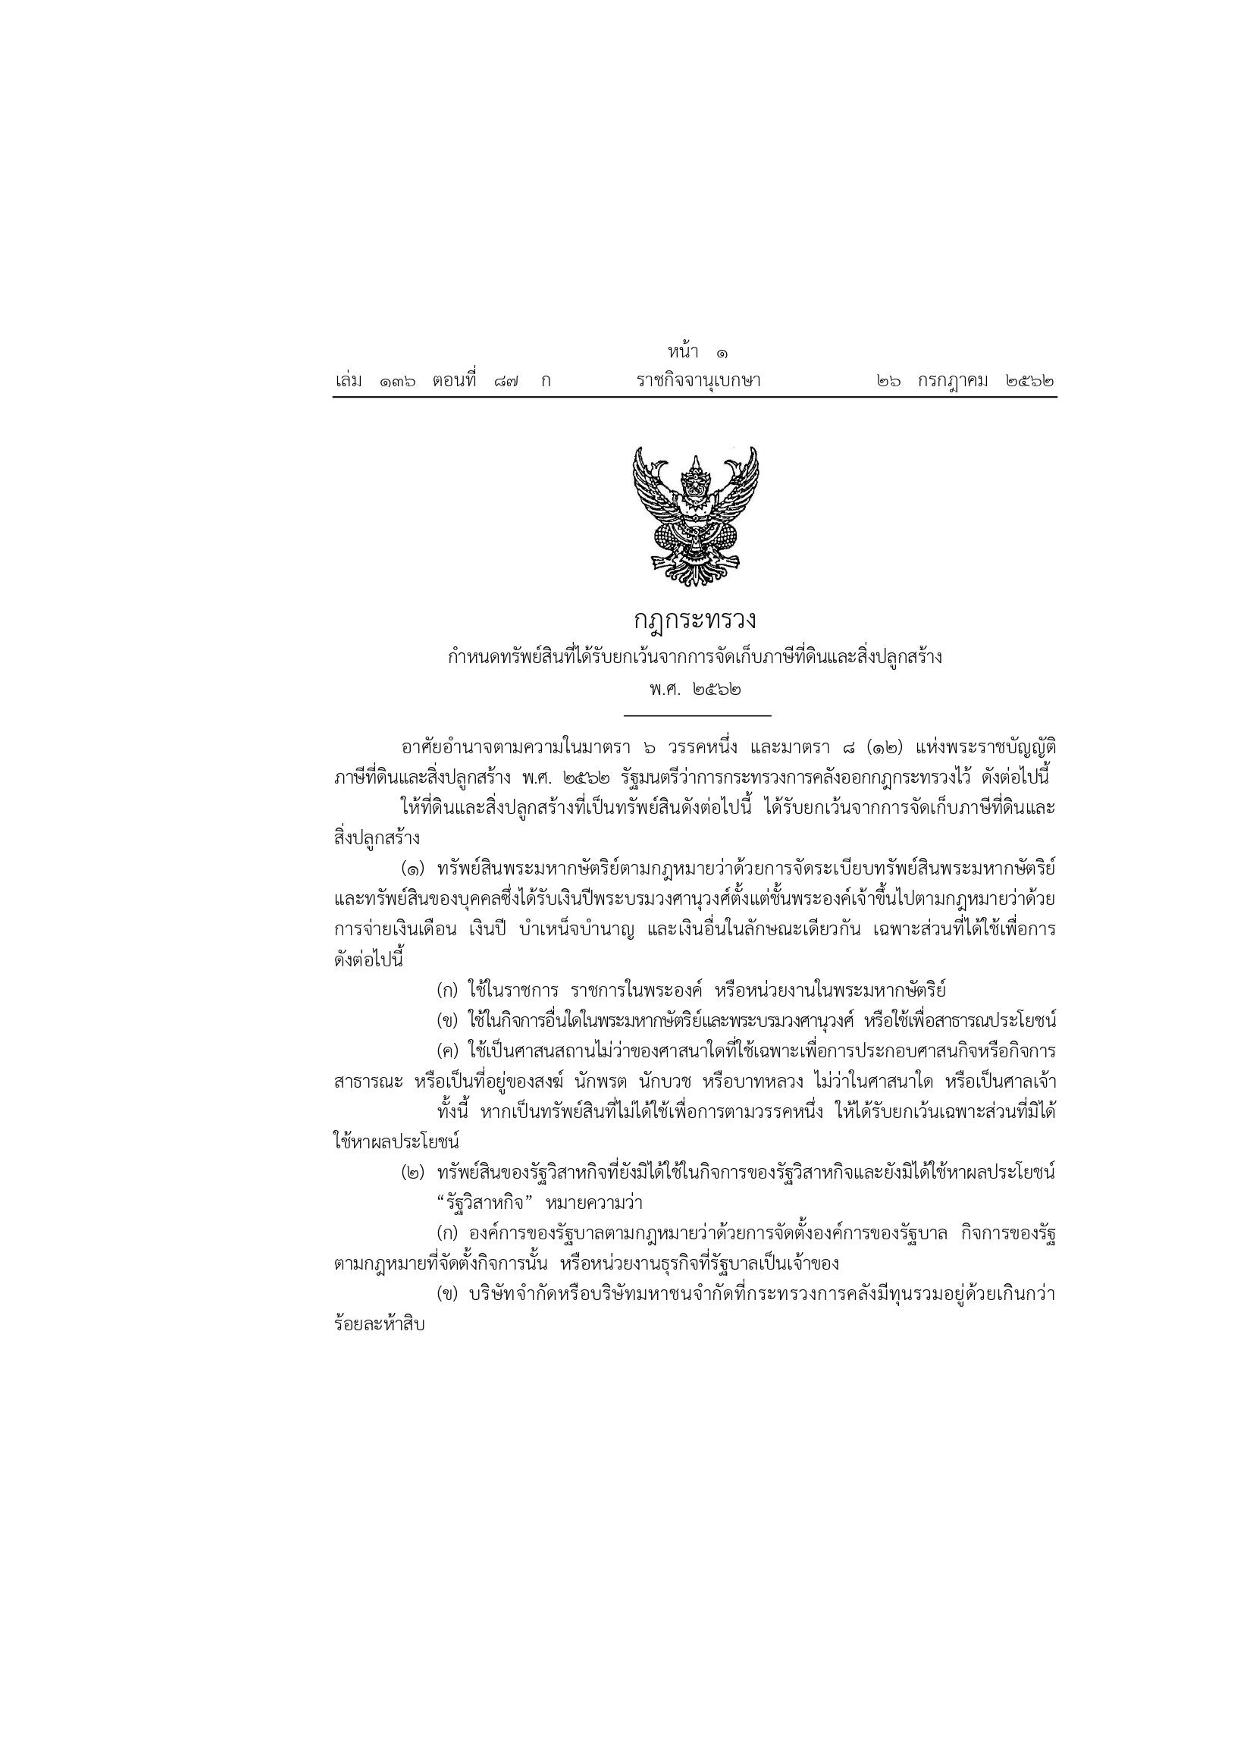 หน้า ๑
เล่ม ๑๓๖ ตอนที่ ๘๗ ก ราชกิจจานุเบกษา ๒๖ กรกฎาคม ๒๕๖๒
กฎกระทรวง
กำหนดทรัพย์สินที่ได้รับยกเว้นจากการจัดเก็บภาษีที่ดินและสิ่งปลูกสร้าง
พ.ศ. ๒๕๖๒
อาศัยอำนาจตามความในมาตรา ๖ วรรคหนึ่ง และมาตรา ๘ (๑๒) แห่งพระราชบัญญัติ
ภาษีที่ดินและสิ่งปลูกสร้าง พ.ศ. ๒๕๖๒ รัฐมนตรีว่าการกระทรวงการคลังออกกฎกระทรวงไว้ ดังต่อไปนี้
ให้ที่ดินและสิ่งปลูกสร้างที่เป็นทรัพย์สินดังต่อไปนี้ ได้รับยกเว้นจากการจัดเก็บภาษีที่ดินและ
สิ่งปลูกสร้าง
(๑) ทรัพย์สินพระมหากษัตริย์ตามกฎหมายว่าด้วยการจัดระเบียบทรัพย์สินพระมหากษัตริย์
และทรัพย์สินของบุคคลซึ่งได้รับเงินปีพระบรมวงศานุวงศ์ตั้งแต่ชั้นพระองค์เจ้าขึ้นไปตามกฎหมายว่าด้วย
การจ่ายเงินเดือน เงินปี บำเหน็จบำนาญ และเงินอื่นในลักษณะเดียวกัน เฉพาะส่วนที่ได้ใช้เพื่อการ
ดังต่อไปนี้
(ก) ใช้ในราชการ ราชการในพระองค์ หรือหน่วยงานในพระมหากษัตริย์
(ข) ใช้ในกิจการอื่นใดในพระมหากษัตริย์และพระบรมวงศานุวงศ์ หรือใช้เพื่อสาธารณประโยชน์
(ค) ใช้เป็นศาสนสถานไม่ว่าของศาสนาใดที่ใช้เฉพาะเพื่อการประกอบศาสนกิจหรือกิจการ
สาธารณะ หรือเป็นที่อยู่ของสงฆ์ นักพรต นักบวช หรือบาทหลวง ไม่ว่าในศาสนาใด หรือเป็นศาลเจ้า
ทั้งนี้ หากเป็นทรัพย์สินที่ไม่ได้ใช้เพื่อการตามวรรคหนึ่ง ให้ได้รับยกเว้นเฉพาะส่วนที่มิได้
ใช้หาผลประโยชน์
(๒) ทรัพย์สินของรัฐวิสาหกิจที่ยังมิได้ใช้ในกิจการของรัฐวิสาหกิจและยังมิได้ใช้หาผลประโยชน์
“รัฐวิสาหกิจ” หมายความว่า
(ก) องค์การของรัฐบาลตามกฎหมายว่าด้วยการจัดตั้งองค์การของรัฐบาล กิจการของรัฐ
ตามกฎหมายที่จัดตั้งกิจการนั้น หรือหน่วยงานธุรกิจที่รัฐบาลเป็นเจ้าของ
(ข) บริษัทจำกัดหรือบริษัทมหาชนจำกัดที่กระทรวงการคลังมีทุนรวมอยู่ด้วยเกินกว่า
ร้อยละห้าสิบ